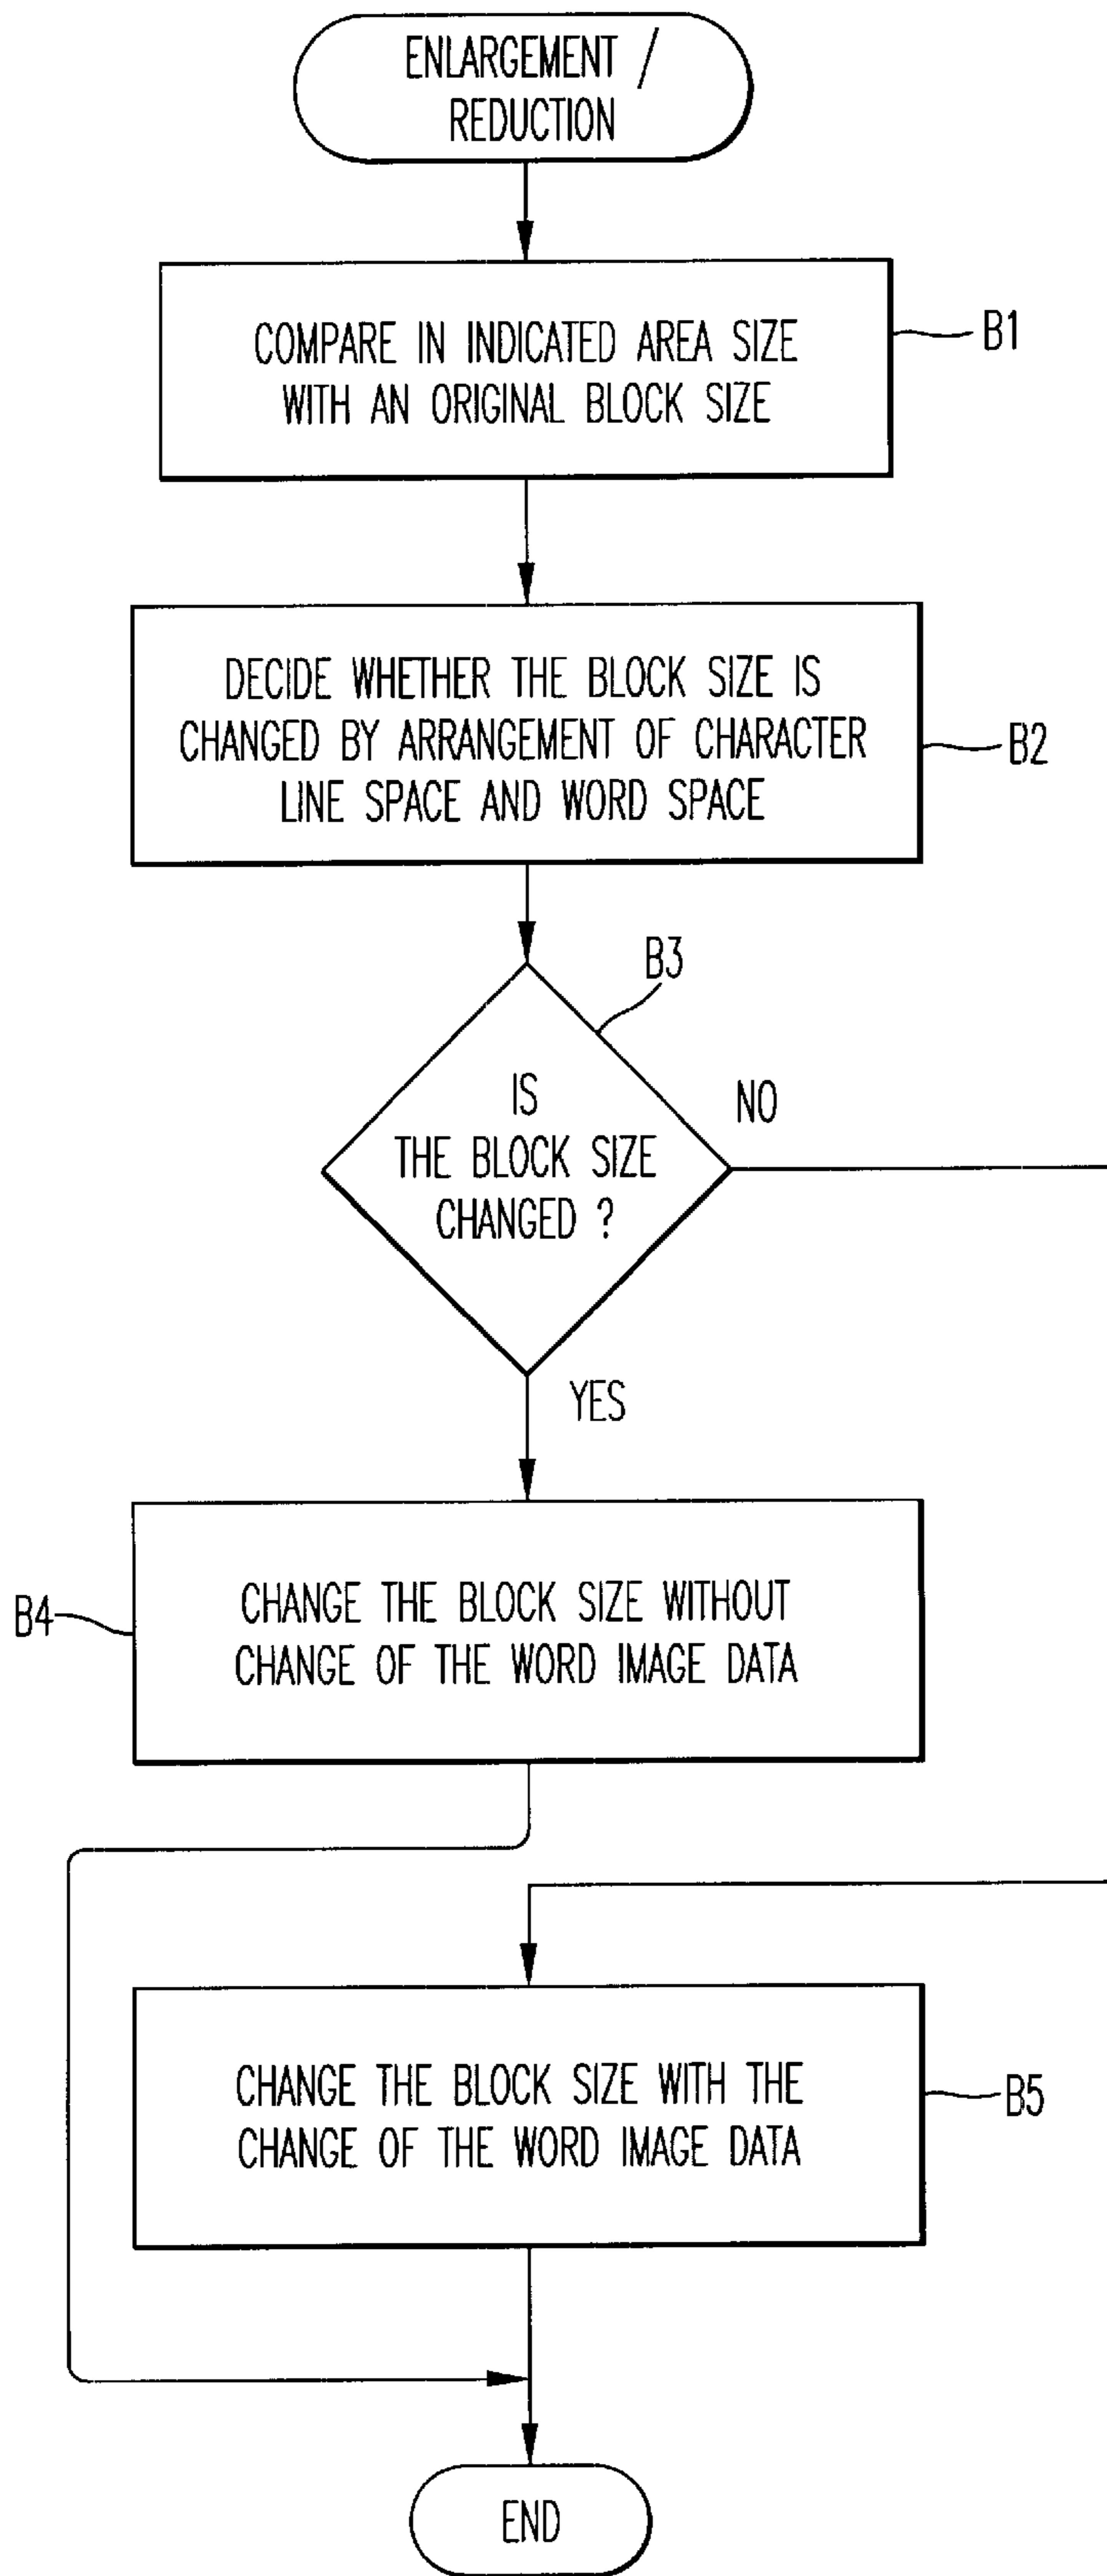 ENLARGEMENT /
REDUCTION
COMPARE IN INDICATED AREA SIZE
WITH AN ORIGINAL BLOCK SIZE
B1
DECIDE WHETHER THE BLOCK SIZE IS
CHANGED BY ARRANGEMENT OF CHARACTER
LINE SPACE AND WORD SPACE
B2
B3
IS
THE BLOCK SIZE
CHANGED ?
NO
YES
B4
CHANGE THE BLOCK SIZE WITHOUT
CHANGE OF THE WORD IMAGE DATA
CHANGE THE BLOCK SIZE WITH THE
CHANGE OF THE WORD IMAGE DATA
B5
END